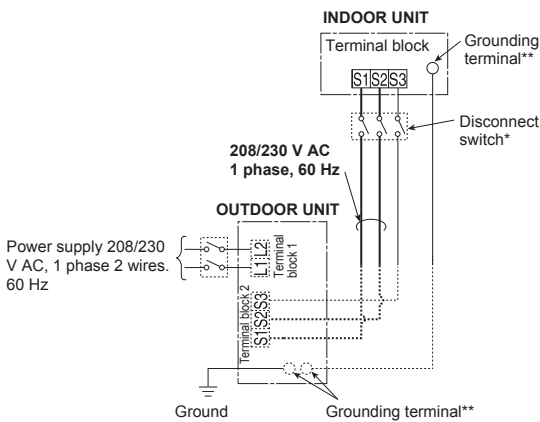 INDOOR UNIT
Terminal block
Grounding
terminal**
S1 S2 S3
Disconnect
switch*
208/230 V AC
1 phase, 60 Hz
OUTDOOR UNIT
Power supply 208/230
V AC, 1 phase 2 wires.
60 Hz
L1 L2
Terminal
block 1
Terminal block 2
S1 S2 S3
Ground
Grounding terminal**